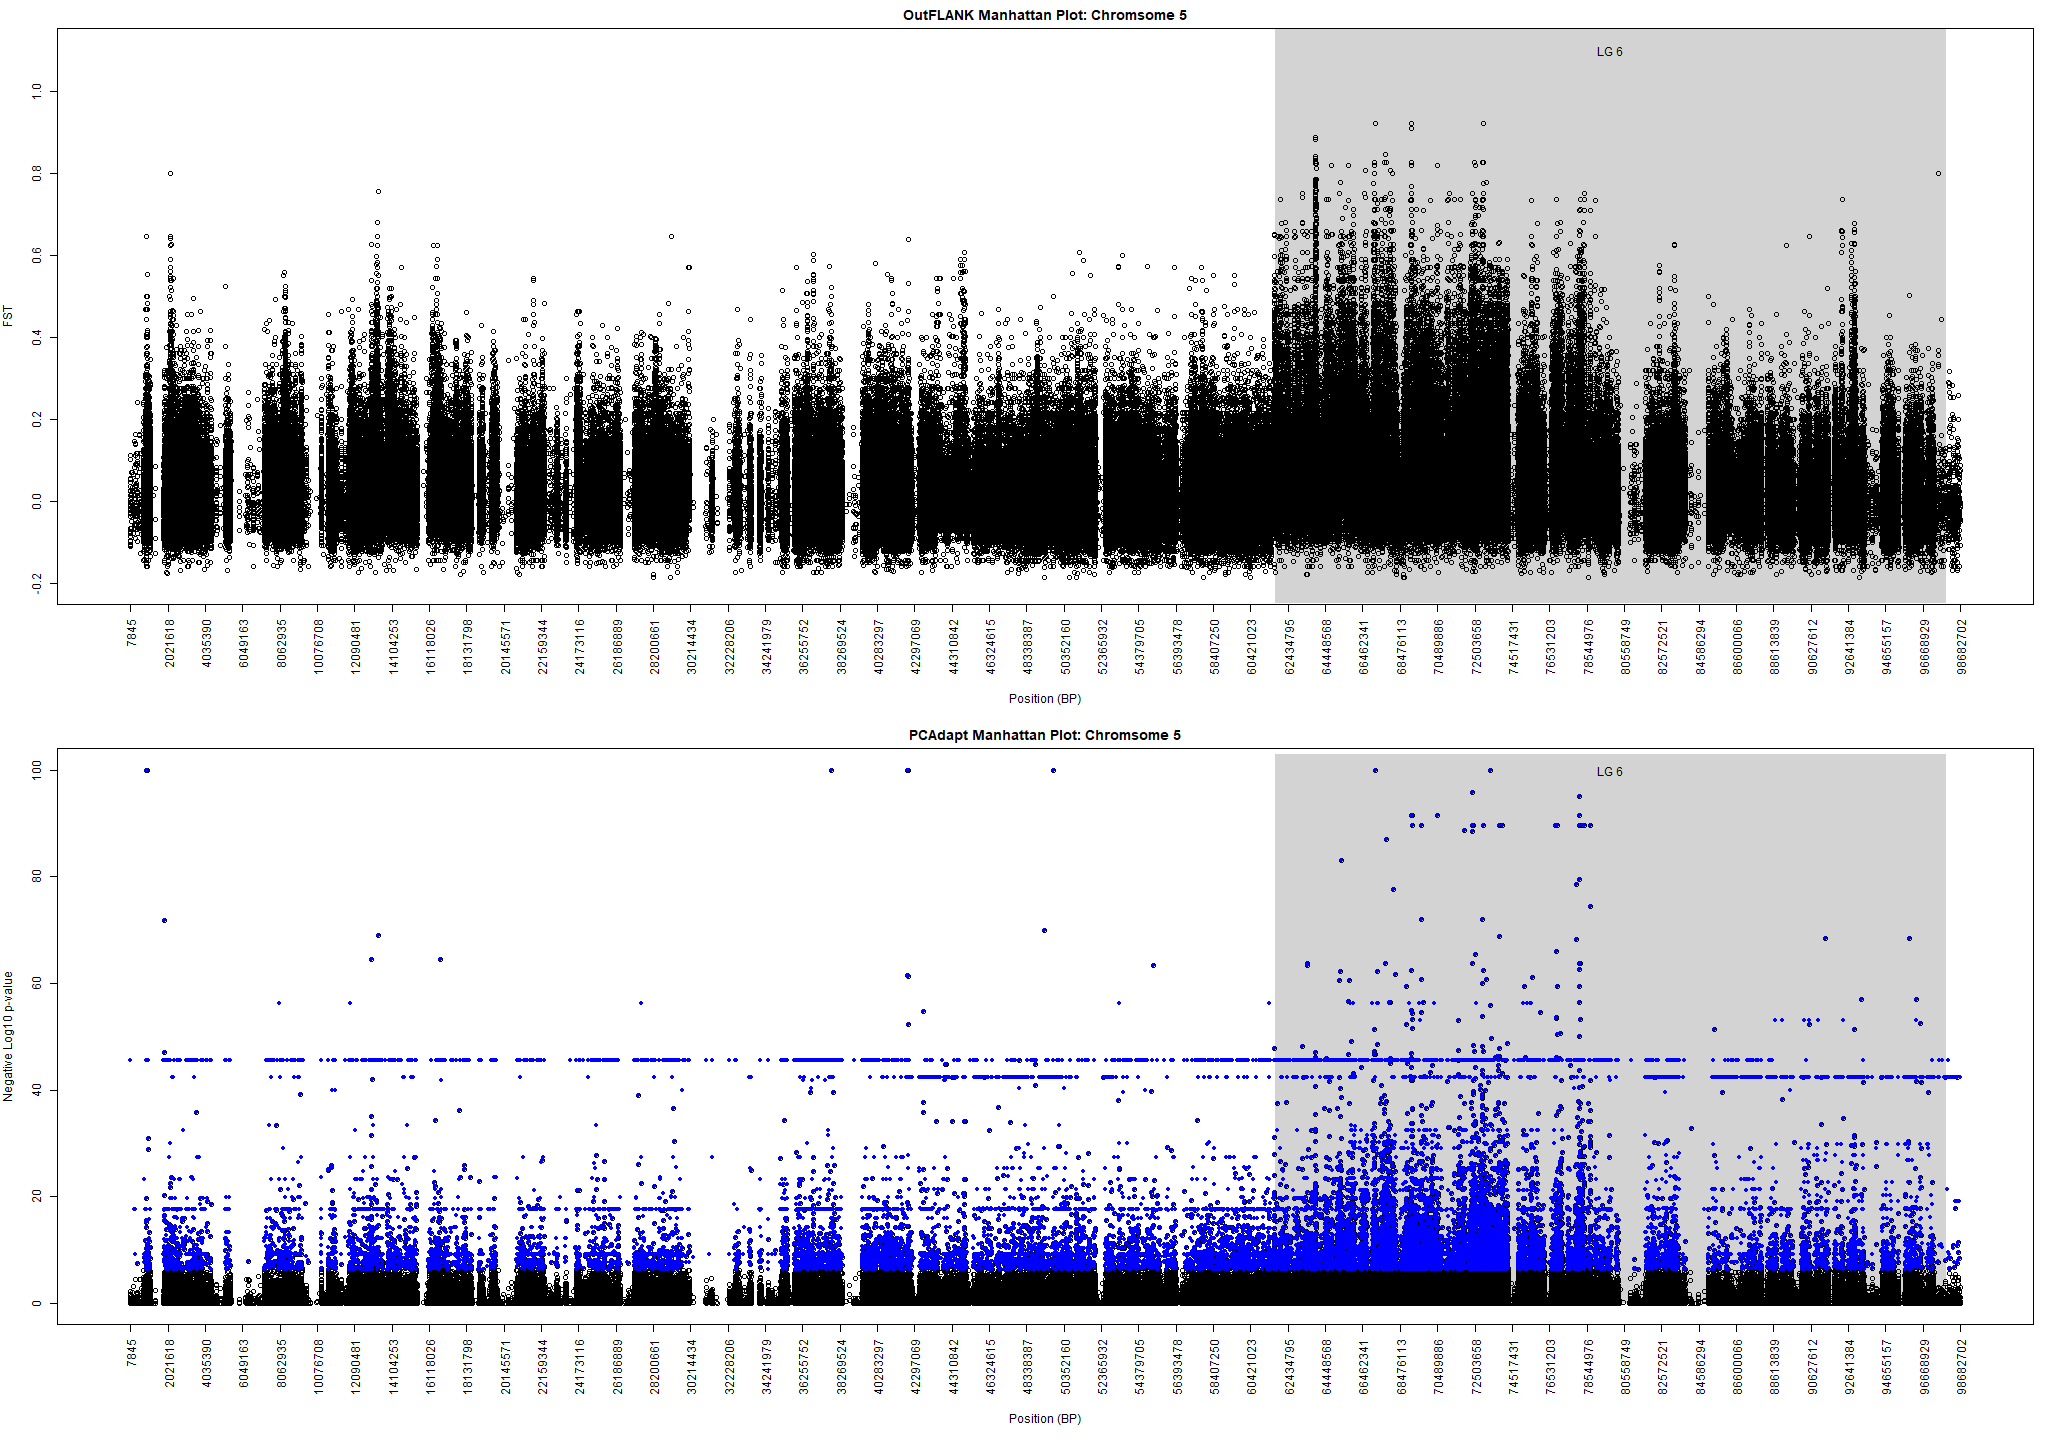 OutFLANK Manhattan Plot: Chromsome 5
LG 6
1.0
0.8
0.6
0.4
0.2
0.0
-0.2
FST
7845 2021618 4035390 6049163 8062935 10076708 12090481 14104253 16118026 18131798 20145571 22159344 24173116 26186889 28200661 30214434 32228206 34241979 36255752 38269524 40283297 42297069 44310842 46324615 48338387 50352160 52365932 54379705 56393478 58407250 60421023 62434795 64448568 66462341 68476113 70489886 72503658 74517431 76531203 78544976 80558749 82572521 84586294 86600066 88613839 90627612 92641384 94655157 96668929 98682702
Position (BP)
PCAdapt Manhattan Plot: Chromsome 5
LG 6
100
80
60
40
20
0
Negative Log10 p-value
7845 2021618 4035390 6049163 8062935 10076708 12090481 14104253 16118026 18131798 20145571 22159344 24173116 26186889 28200661 30214434 32228206 34241979 36255752 38269524 40283297 42297069 44310842 46324615 48338387 50352160 52365932 54379705 56393478 58407250 60421023 62434795 64448568 66462341 68476113 70489886 72503658 74517431 76531203 78544976 80558749 82572521 84586294 86600066 88613839 90627612 92641384 94655157 96668929 98682702
Position (BP)